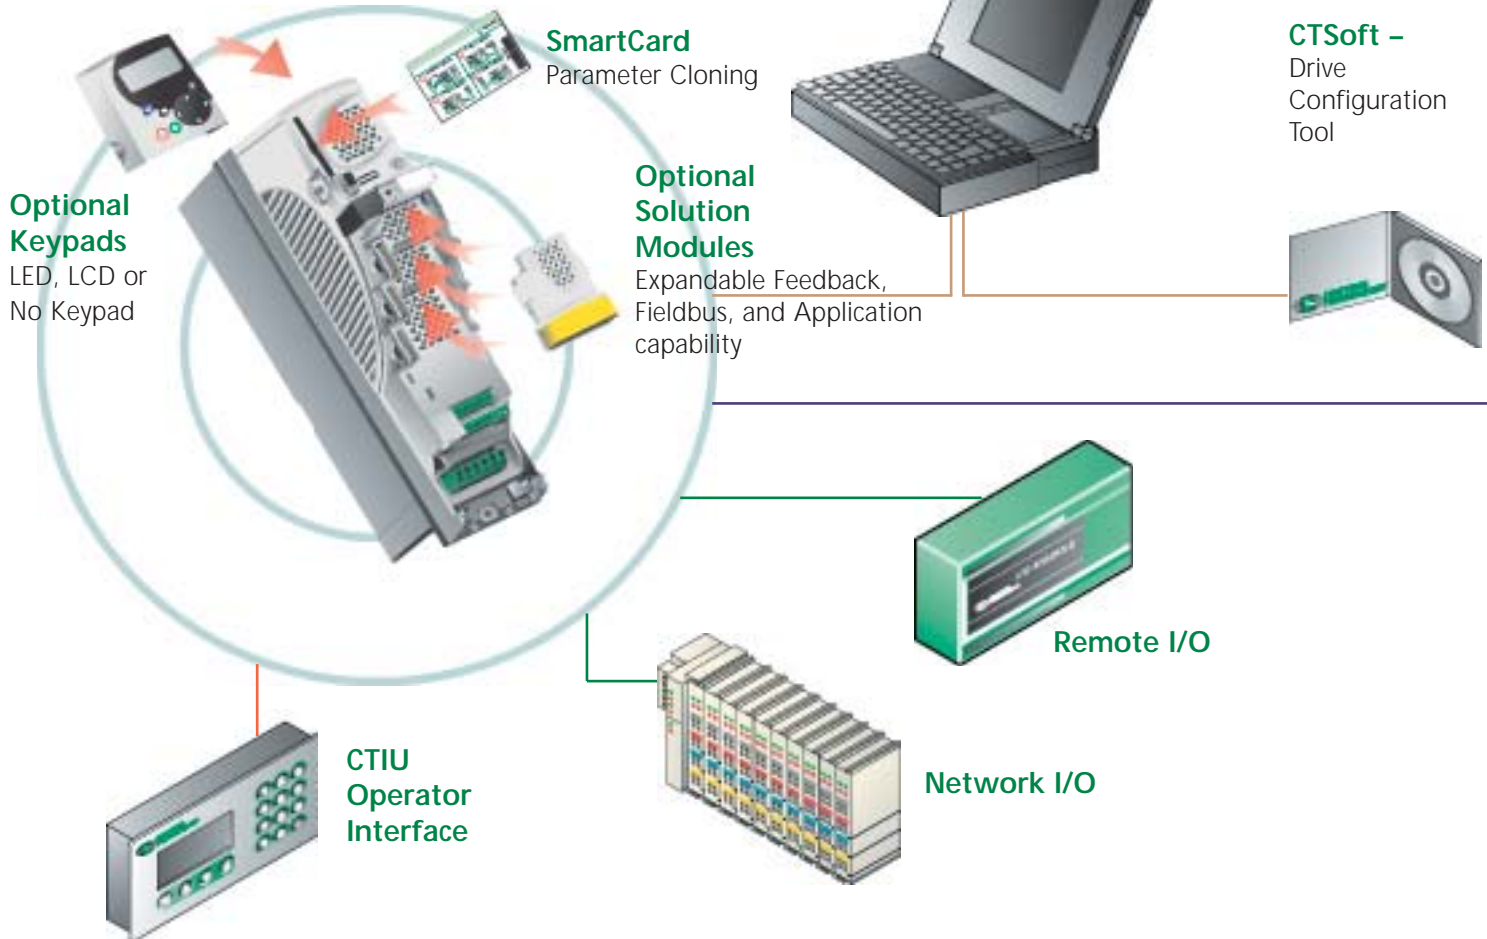 SmartCard
Parameter Cloning
CTSoft –
Drive
Configuration
Tool
Optional
Keypads
LED, LCD or
No Keypad
Optional
Solution
Modules
Expandable Feedback,
Fieldbus, and Application
capability
Remote I/O
Network I/O
CTIU
Operator
Interface